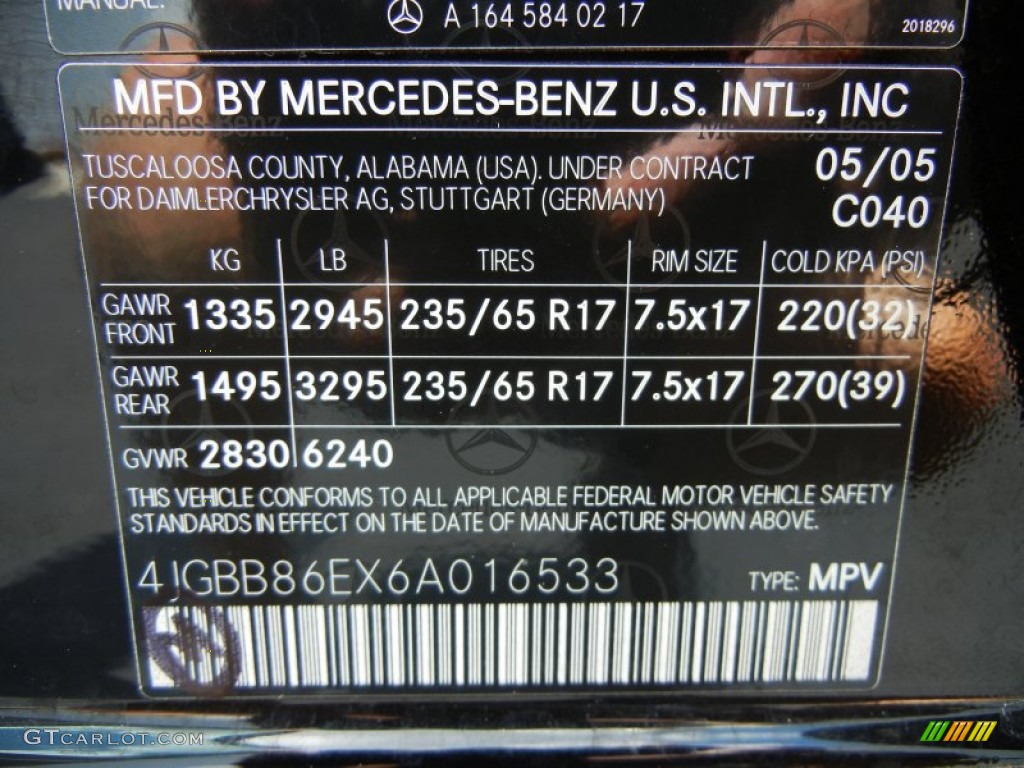 MANUAL:
A 164 584 02 17
2018296
MFD BY MERCEDES-BENZ U.S. INTL., INC
TUSCALOOSA COUNTY, ALABAMA (USA). UNDER CONTRACT
FOR DAIMLERCHRYSLER AG, STUTTGART (GERMANY)
05/05
C040
KG LB TIRES RIM SIZE COLD KPA (PSI)
GAWR FRONT 1335 2945 235/65 R17 7.5x17 220(32)
GAWR REAR 1495 3295 235/65 R17 7.5x17 270(39)
GVWR 2830 6240
THIS VEHICLE CONFORMS TO ALL APPLICABLE FEDERAL MOTOR VEHICLE SAFETY
STANDARDS IN EFFECT ON THE DATE OF MANUFACTURE SHOWN ABOVE.
4JGBB86EX6A016533 TYPE: MPV
Mercedes-Benz
GTCARLOT.COM